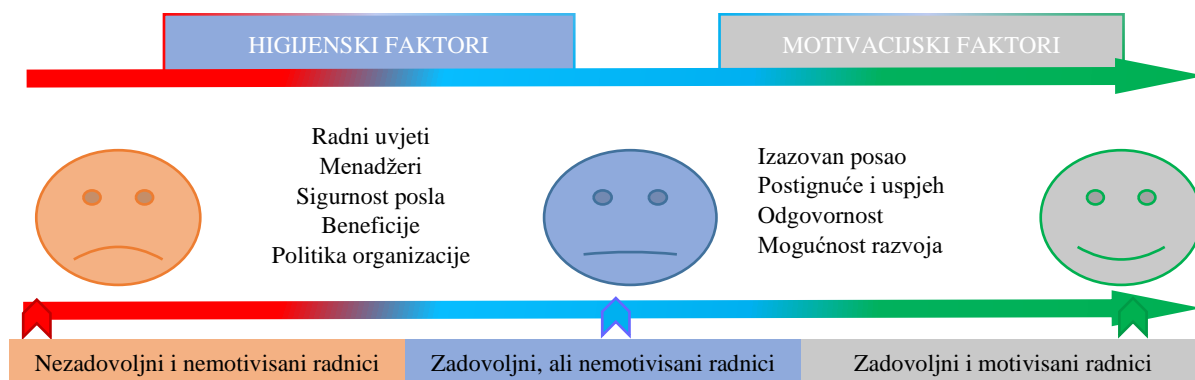 HIGIJENSKI FAKTORI
MOTIVACIJSKI FAKTORI
Radni uvjeti
Menadžeri
Sigurnost posla
Beneficije
Politika organizacije
Izazovan posao
Postignuće i uspjeh
Odgovornost
Mogućnost razvoja
Nezadovoljni i nemotivisani radnici
Zadovoljni, ali nemotivisani radnici
Zadovoljni i motivisani radnici